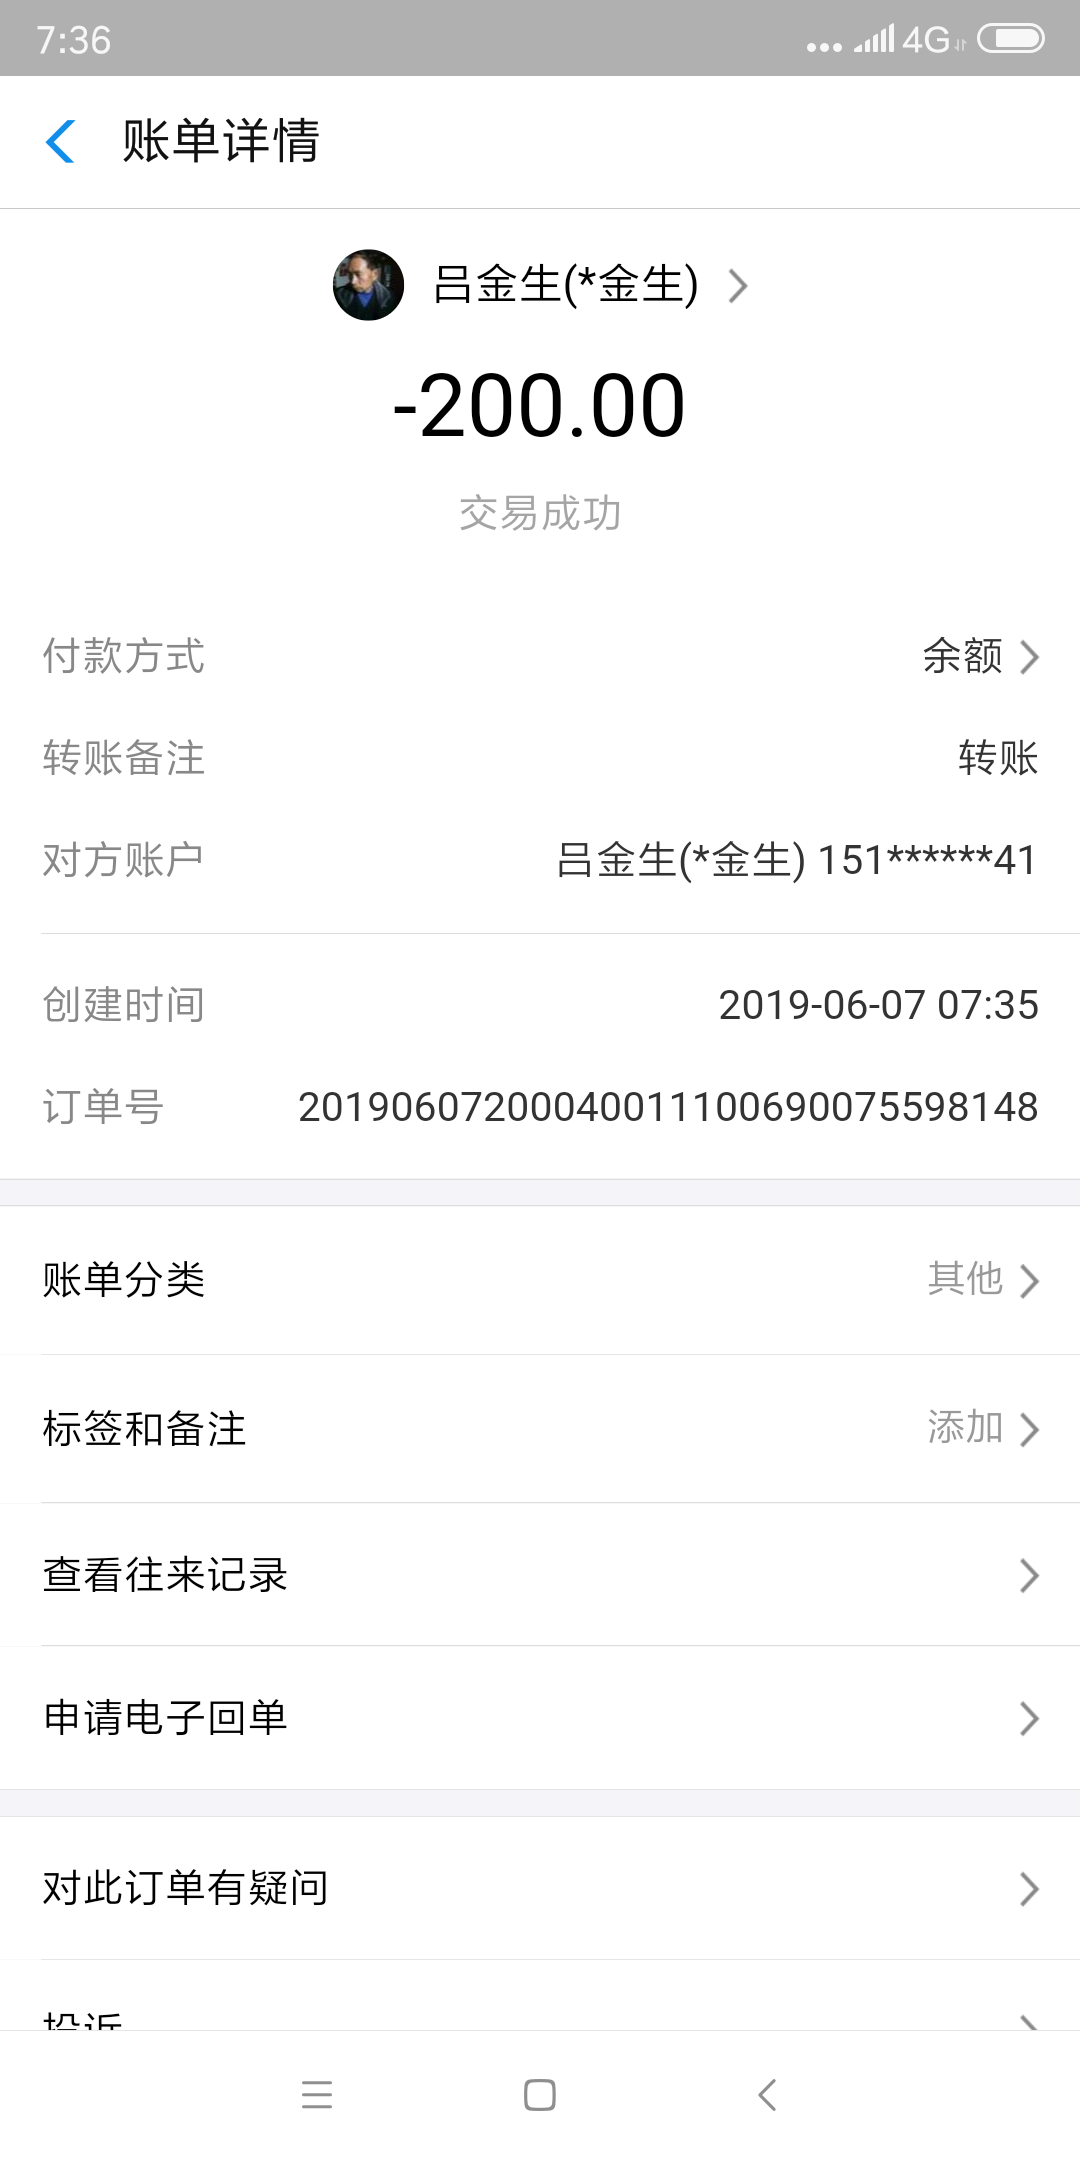 7:36
4G
账单详情
吕金生(*金生)
-200.00
交易成功
付款方式 余额
转账备注 转账
对方账户 吕金生(*金生) 151******41
创建时间 2019-06-07 07:35
订单号 20190607200040011100690075598148
账单分类 其他
标签和备注 添加
查看往来记录
申请电子回单
对此订单有疑问
投诉